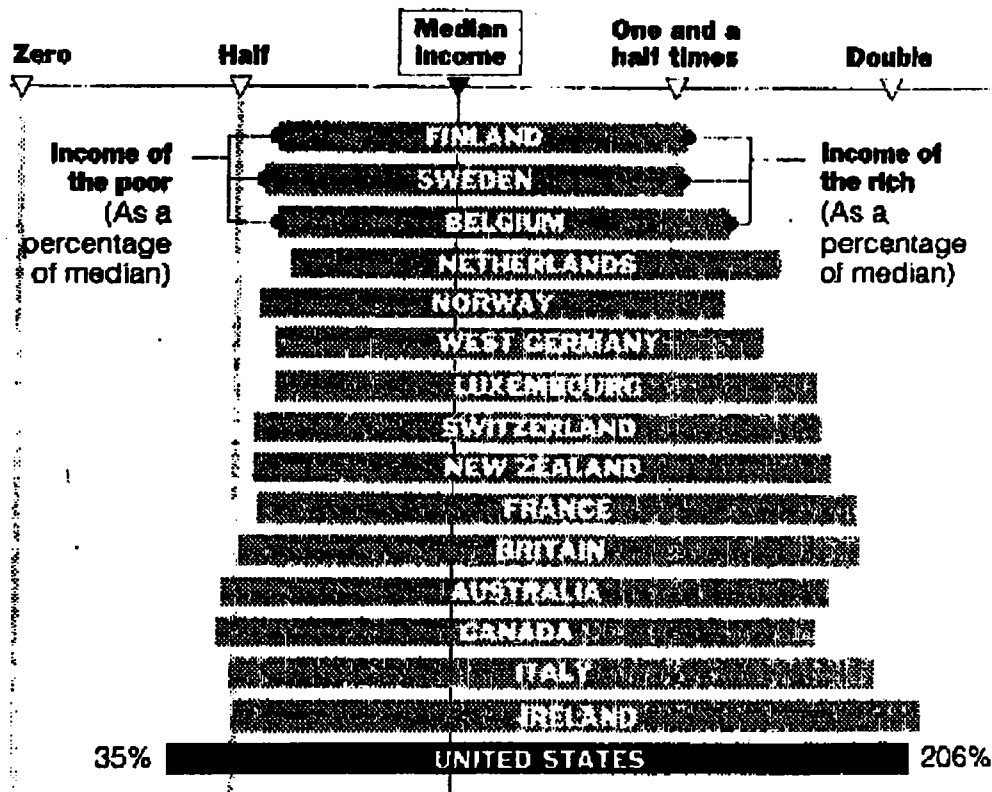 Zero
Half
Median
income
One and a
half times
Double
Income of
the poor
(As a
percentage
of median)
Income of
the rich
(As a
percentage
of median)
FINLAND
SWEDEN
BELGIUM
NETHERLANDS
NORWAY
WEST GERMANY
LUXEMBOURG
SWITZERLAND
NEW ZEALAND
FRANCE
BRITAIN
AUSTRALIA
CANADA
ITALY
IRELAND
35% UNITED STATES 206%